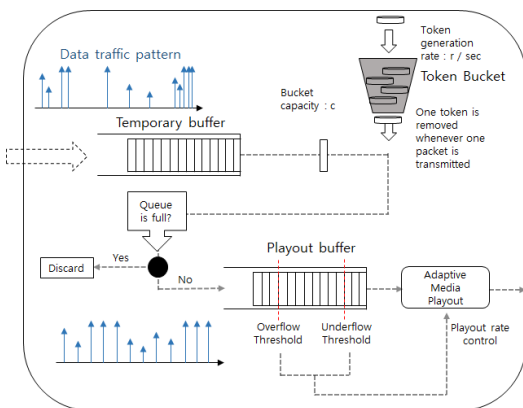 Data traffic pattern
Token
generation
rate : r / sec
Token Bucket
Bucket
capacity : c
One token is
removed
whenever one
packet is
transmitted
Temporary buffer
Queue
is full?
Yes
Discard
No
Playout buffer
Adaptive
Media
Playout
Overflow
Threshold
Underflow
Threshold
Playout rate
control